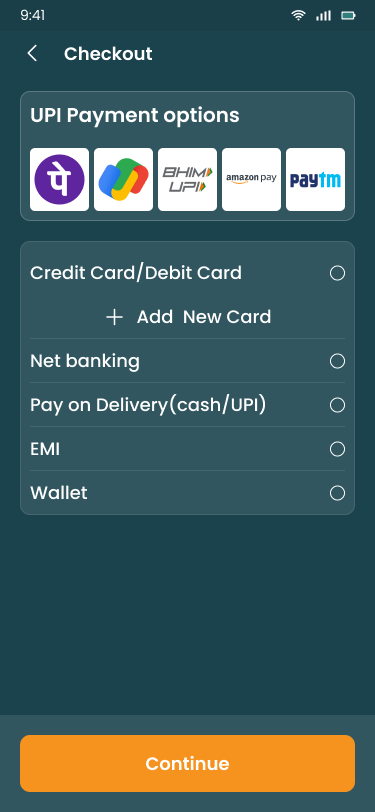 9:41
Checkout
UPI Payment options
पे
BHIM UPI
amazon pay
paytm
Credit Card/Debit Card
Add New Card
Net banking
Pay on Delivery(cash/UPI)
EMI
Wallet
Continue